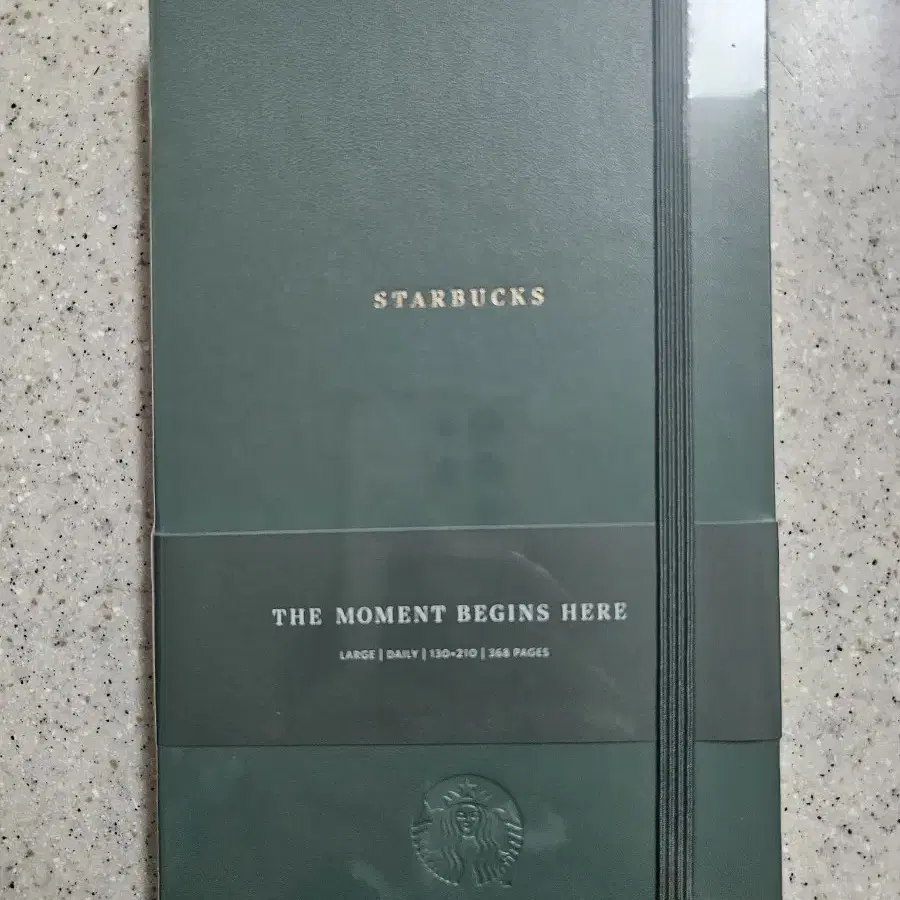 STARBUCKS
THE MOMENT BEGINS HERE
LARGE | DAILY | 130×210 | 368 PAGES